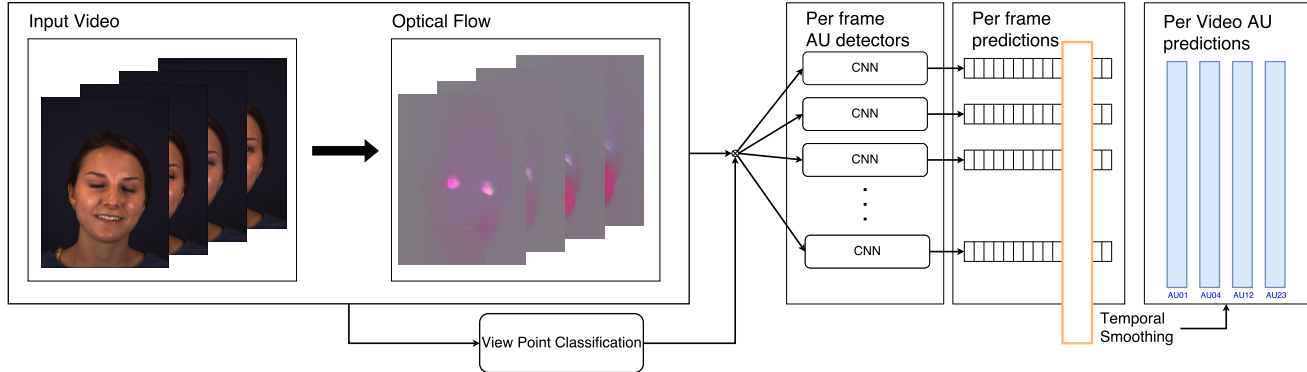 Input Video
Optical Flow
Per frame
AU detectors
Per frame
predictions
Per Video AU
predictions
CNN
CNN
CNN
CNN
AU01
AU04
AU12
AU23
Temporal
Smoothing
View Point Classification